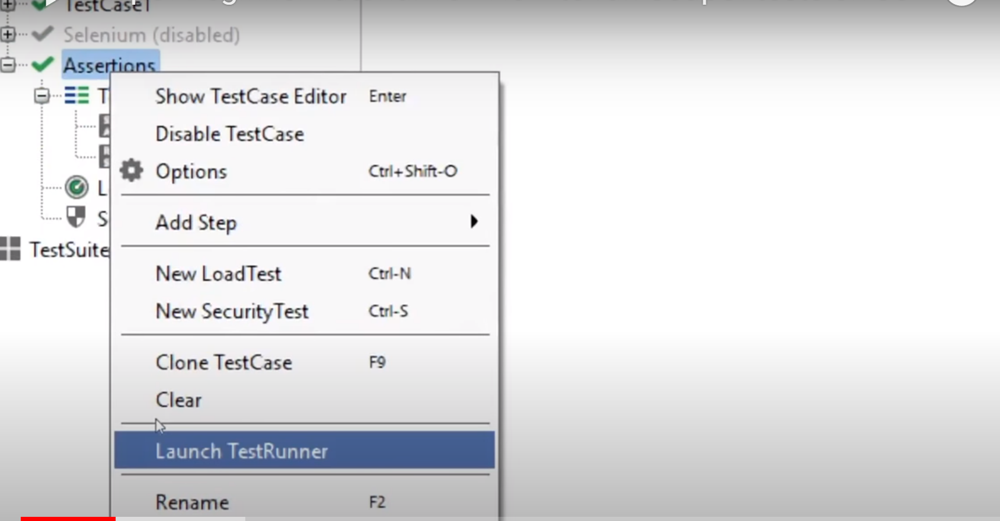 TestCase1
Selenium (disabled)
Assertions
Show TestCase Editor Enter
Disable TestCase
Options Ctrl+Shift-O
Add Step
TestSuite
New LoadTest Ctrl-N
New SecurityTest Ctrl-S
Clone TestCase F9
Clear
Launch TestRunner
Rename F2